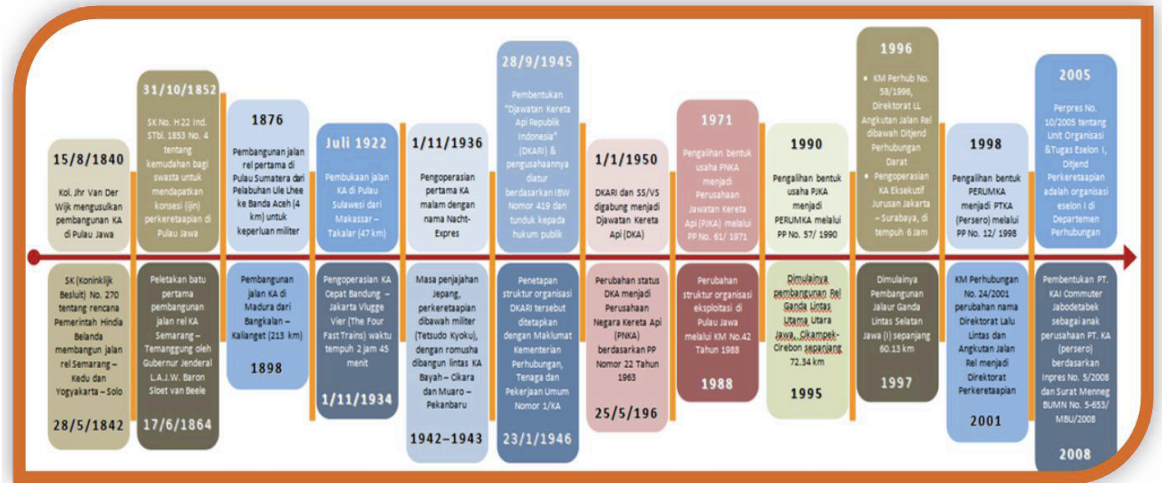 15/8/1840
Kol. Jhr Van Der
Wijk mengusulkan
pembangunan KA
di Pulau Jawa
SK (Koninklijk
Besluit) No. 270
tentang rencana
Pemerintah Hindia
Belanda
membangun jalan
rel Semarang –
Kedu dan
Yogyakarta – Solo
28/5/1842
31/10/1852
SK No. H22 Ind.
STbl. 1853 No. 4
tentang
kemudahan bagi
swasta untuk
mendapatkan
konsesi (ijin)
perkeretaapian di
Pulau Jawa
Peletakan batu
pertama
pembangunan
jalan rel KA
Semarang –
Temanggung oleh
Gubernur Jenderal
L.A.J.W. Baron
Sloet van Beele
17/6/1864
1876
Pembangunan jalan
rel pertama di
Pulau Sumatera dari
Pelabuhan Ule Lhee
ke Banda Aceh (4
km) untuk
keperluan militer
Pembangunan
jalan KA di
Madura dari
Bangkalan –
Kalianget (213 km)
1898
Juli 1922
Pembukaan jalan
KA di Pulau
Sulawesi dari
Makassar –
Takalar (47 km)
Pengoperasian KA
Cepat Bandung –
Jakarta Vlugge
Vier (The Four
Fast Trains) waktu
tempuh 2 jam 45
menit
1/11/1934
1/11/1936
Pengoperasian
pertama KA
malam dengan
nama Nacht-
Expres
Masa penjajahan
Jepang,
perkeretaapian
dibawah militer
(Tetsudo Kyoku),
dengan romusha
dibangun lintas KA
Bayah – Cikara
dan Muaro –
Pekanbaru
1942–1943
28/9/1945
Pembentukan
"Djawatan Kereta
Api Republik
Indonesia"
(DKARI) &
pengusahaannya
diatur
berdasarkan IBW
Nomor 419 dan
tunduk kepada
hukum publik
Penetapan
struktur organisasi
DKARI tersebut
ditetapkan
dengan Maklumat
Kementerian
Perhubungan,
Tenaga dan
Pekerjaan Umum
Nomor 1/KA
23/1/1946
1/1/1950
DKARI dan SS/VS
digabung menjadi
Djawatan Kereta
Api (DKA)
Perubahan status
DKA menjadi
Perusahaan
Negara Kereta Api
(PNKA)
berdasarkan PP
Nomor 22 Tahun
1963
25/5/196
1971
Pengalihan bentuk
usaha PNKA
menjadi
Perusahaan
Jawatan Kereta
Api (PJKA) melalui
PP No. 61/ 1971
Perubahan
struktur organisasi
eksploitasi di
Pulau Jawa
melalui KM No.42
Tahun 1988
1988
1990
Pengalihan bentuk
usaha PJKA
menjadi
PERUMKA melalui
PP No. 57/ 1990
Dimulainya
pembangunan Rel
Ganda Lintas
Utama Utara
Jawa, Cikampek-
Cirebon sepanjang
72.34 km
1995
1996
• KM Perhub No.
58/1996,
Direktorat LL
Angkutan Jalan Rel
dibawah Ditjend
Perhubungan
Darat
• Pengoperasian
KA Eksekutif
Jurusan Jakarta
– Surabaya, di
tempuh 6 Jam
Dimulainya
Pembangunan
Jalur Ganda
Lintas Selatan
Jawa (I) sepanjang
60.13 km
1997
1998
Pengalihan bentuk
PERUMKA
menjadi PTKA
(Persero) melalui
PP No. 12/ 1998
KM Perhubungan
No. 24/2001
perubahan nama
Direktorat Lalu
Lintas dan
Angkutan Jalan
Rel menjadi
Direktorat
Perkeretaapian
2001
2005
Perpres No.
10/2005 tentang
Unit Organisasi
&Tugas Eselon I,
Ditjend
Perkeretaapian
adalah organisasi
eselon I di
Departemen
Perhubungan
Pembentukan PT.
KAI Commuter
Jabodetabek
sebagai anak
perusahaan PT. KA
(persero)
berdasarkan
Inpres No. 5/2008
dan Surat Menneg
BUMN No. S-653/
MBU/2008
2008